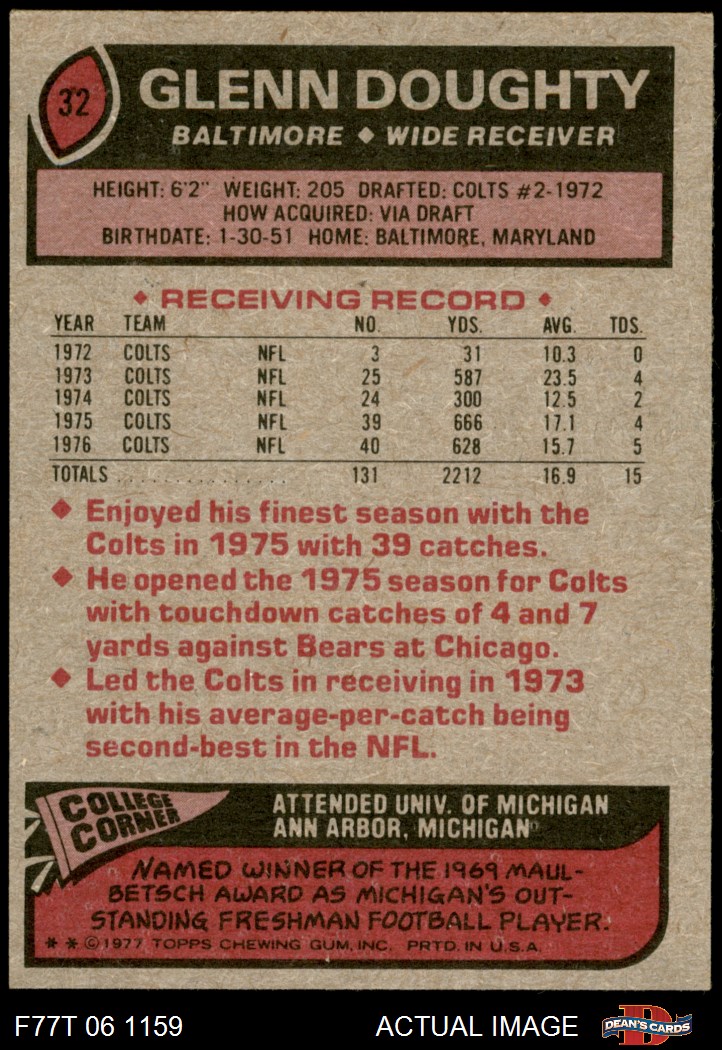 32
GLENN DOUGHTY
BALTIMORE ◆ WIDE RECEIVER
HEIGHT: 6'2" WEIGHT: 205 DRAFTED: COLTS #2-1972
HOW ACQUIRED: VIA DRAFT
BIRTHDATE: 1-30-51 HOME: BALTIMORE, MARYLAND
◆ RECEIVING RECORD ◆
YEAR TEAM NO. YDS. AVG. TDS.
1972 COLTS NFL 3 31 10.3 0
1973 COLTS NFL 25 587 23.5 4
1974 COLTS NFL 24 300 12.5 2
1975 COLTS NFL 39 666 17.1 4
1976 COLTS NFL 40 628 15.7 5
TOTALS . . . . . . . . . . . . . . . . 131 2212 16.9 15
◆ Enjoyed his finest season with the
Colts in 1975 with 39 catches.
◆ He opened the 1975 season for Colts
with touchdown catches of 4 and 7
yards against Bears at Chicago.
◆ Led the Colts in receiving in 1973
with his average-per-catch being
second-best in the NFL.
COLLEGE
CORNER
ATTENDED UNIV. OF MICHIGAN
ANN ARBOR, MICHIGAN
NAMED WINNER OF THE 1969 MAUL-
BETSCH AWARD AS MICHIGAN'S OUT-
STANDING FRESHMAN FOOTBALL PLAYER.
* * © 1977 TOPPS CHEWING GUM, INC. PRTD. IN U.S.A.
F77T 06 1159 ACTUAL IMAGE
D
DEAN'S CARDS